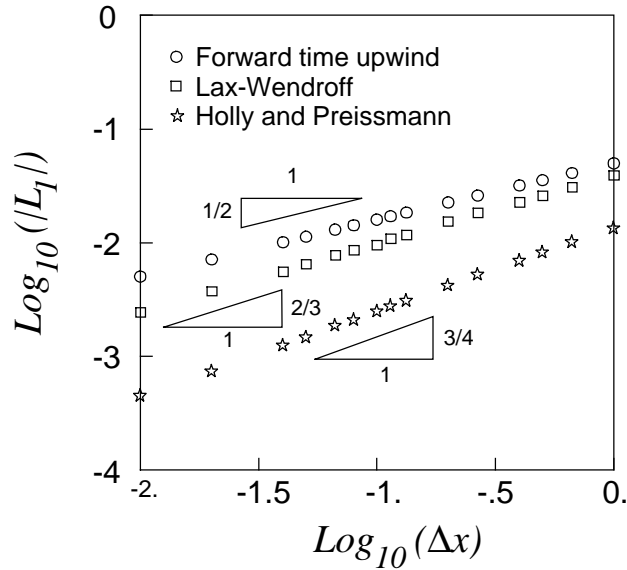 0
Forward time upwind
Lax-Wendroff
Holly and Preissmann
-1
1
1/2
Log10(|L1|)
-2
2/3
1
-3
3/4
1
-4
-2. -1.5 -1. -.5 0.
Log10(Δx)